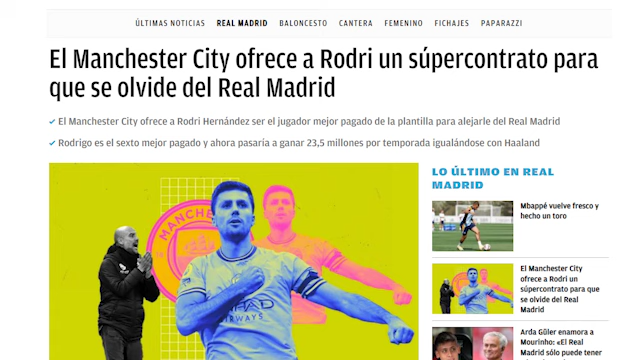 ÚLTIMAS NOTICIAS REAL MADRID BALONCESTO CANTERA FEMENINO FICHAJES PAPARAZZI
El Manchester City ofrece a Rodri un súpercontrato para
que se olvide del Real Madrid
El Manchester City ofrece a Rodri Hernández ser el jugador mejor pagado de la plantilla para alejarle del Real Madrid
Rodrigo es el sexto mejor pagado y ahora pasaría a ganar 23,5 millones por temporada igualándose con Haaland
MANCHESTER
ETIHAD
AIRWAYS
LO ÚLTIMO EN REAL
MADRID
Mbappé vuelve fresco y
hecho un toro
El Manchester City
ofrece a Rodri un
súpercontrato para que
se olvide del Real
Madrid
Arda Güler enamora a
Mourinho: «El Real
Madrid sólo puede tener